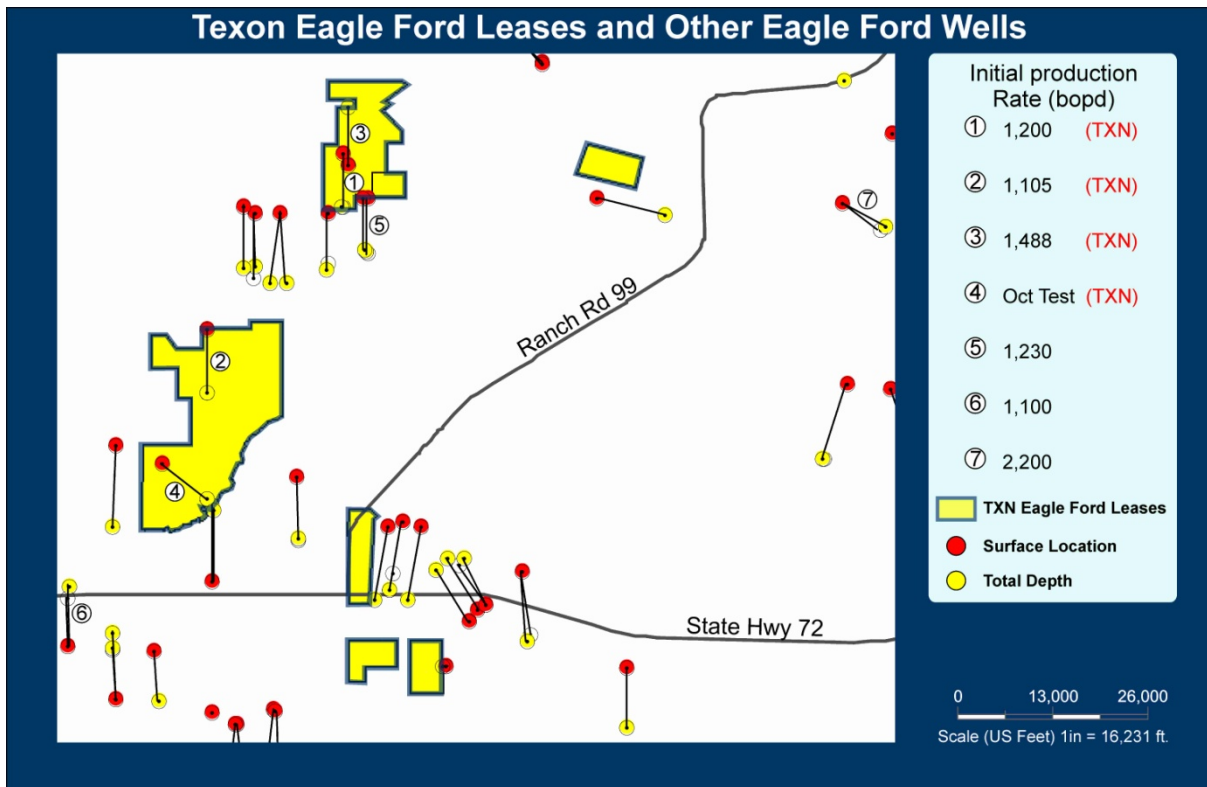 Texon Eagle Ford Leases and Other Eagle Ford Wells
Initial production
Rate (bopd)
1 1,200 (TXN)
2 1,105 (TXN)
3 1,488 (TXN)
4 Oct Test (TXN)
5 1,230
6 1,100
7 2,200
TXN Eagle Ford Leases
Surface Location
Total Depth
3
1
5
7
Ranch Rd 99
2
4
6
State Hwy 72
0 13,000 26,000
Scale (US Feet) 1in = 16,231 ft.